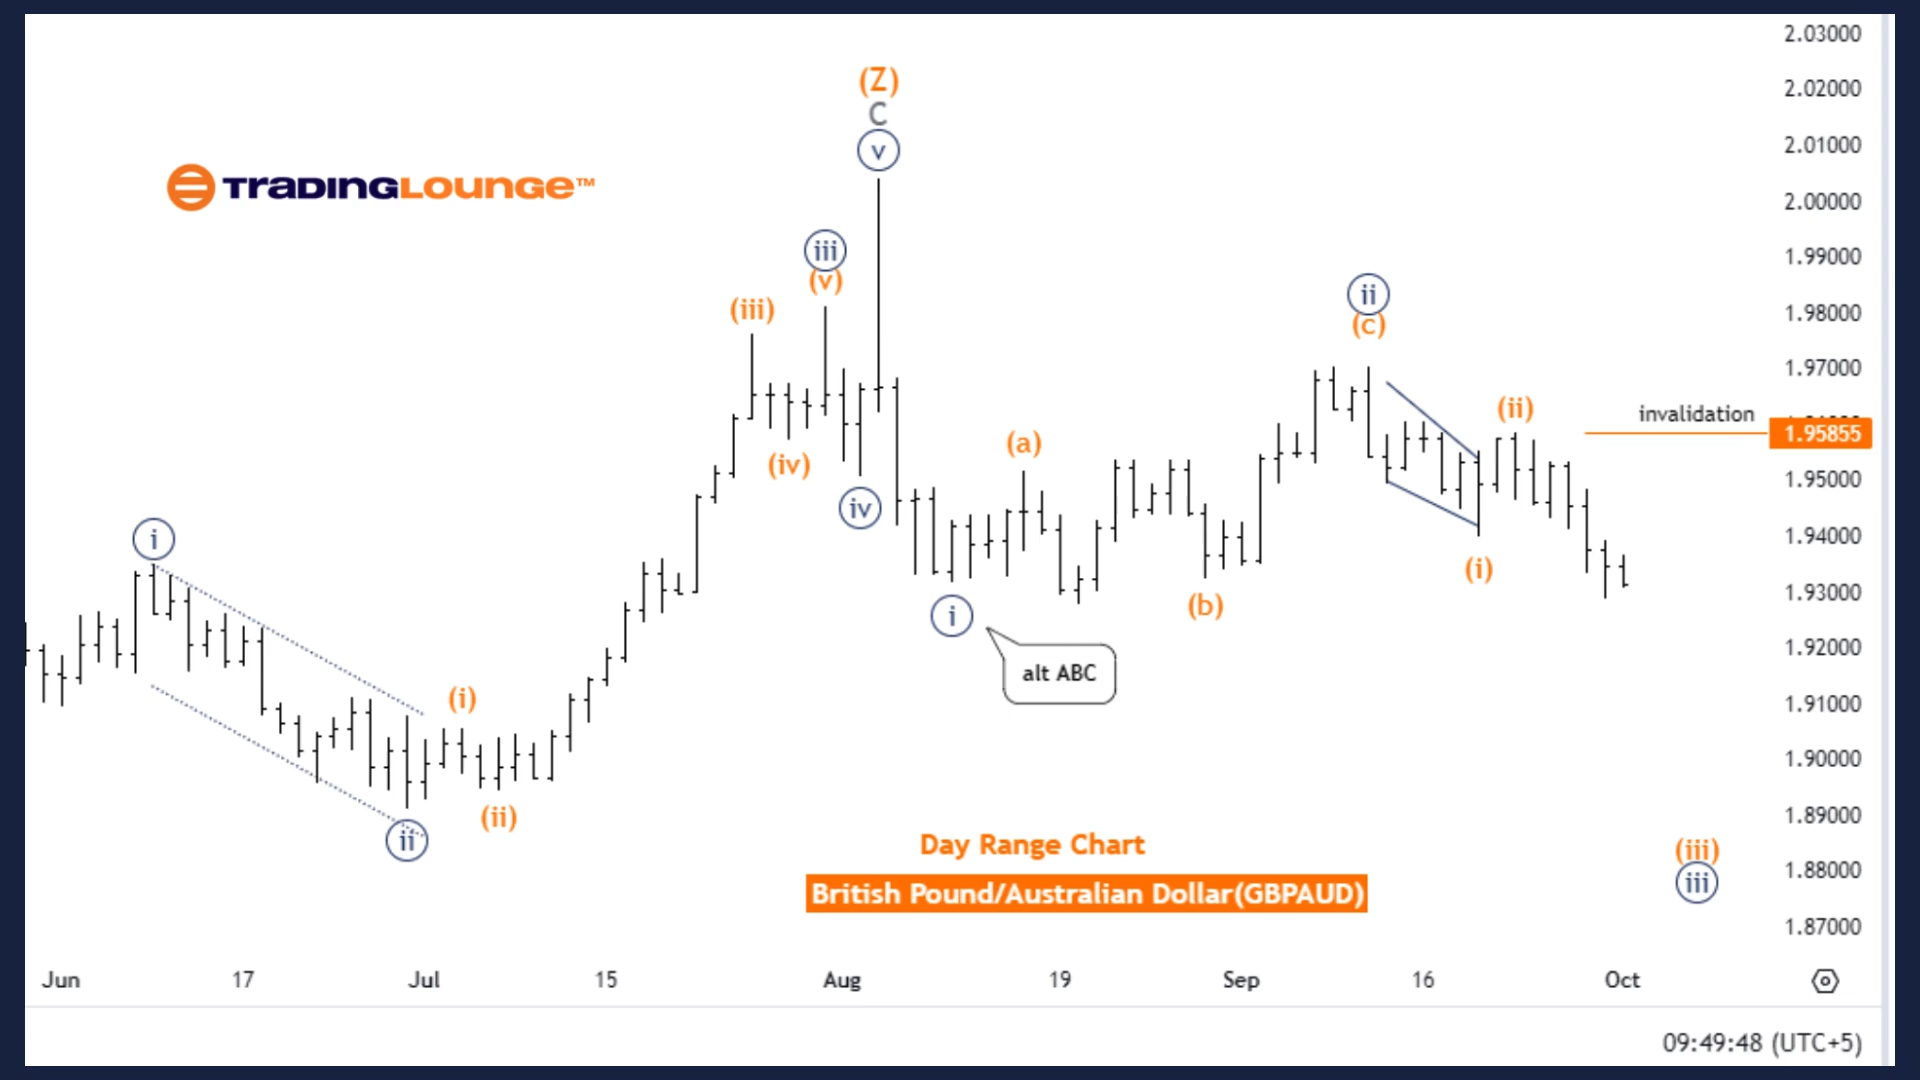 2.03000
(Z)
2.02000
C
v
2.01000
TRADINGLOUNGE™
2.00000
iii
1.99000
(v)
ii
(iii)
1.98000
(c)
1.97000
(ii)
invalidation
1.95855
(a)
(iv)
1.95000
iv
i
1.94000
(i)
(b)
1.93000
i
1.92000
alt ABC
(i)
1.91000
1.90000
(ii)
1.89000
ii
Day Range Chart
(iii)
1.88000
British Pound/Australian Dollar(GBPAUD)
iii
1.87000
Jun 17 Jul 15 Aug 19 Sep 16 Oct
09:49:48 (UTC+5)